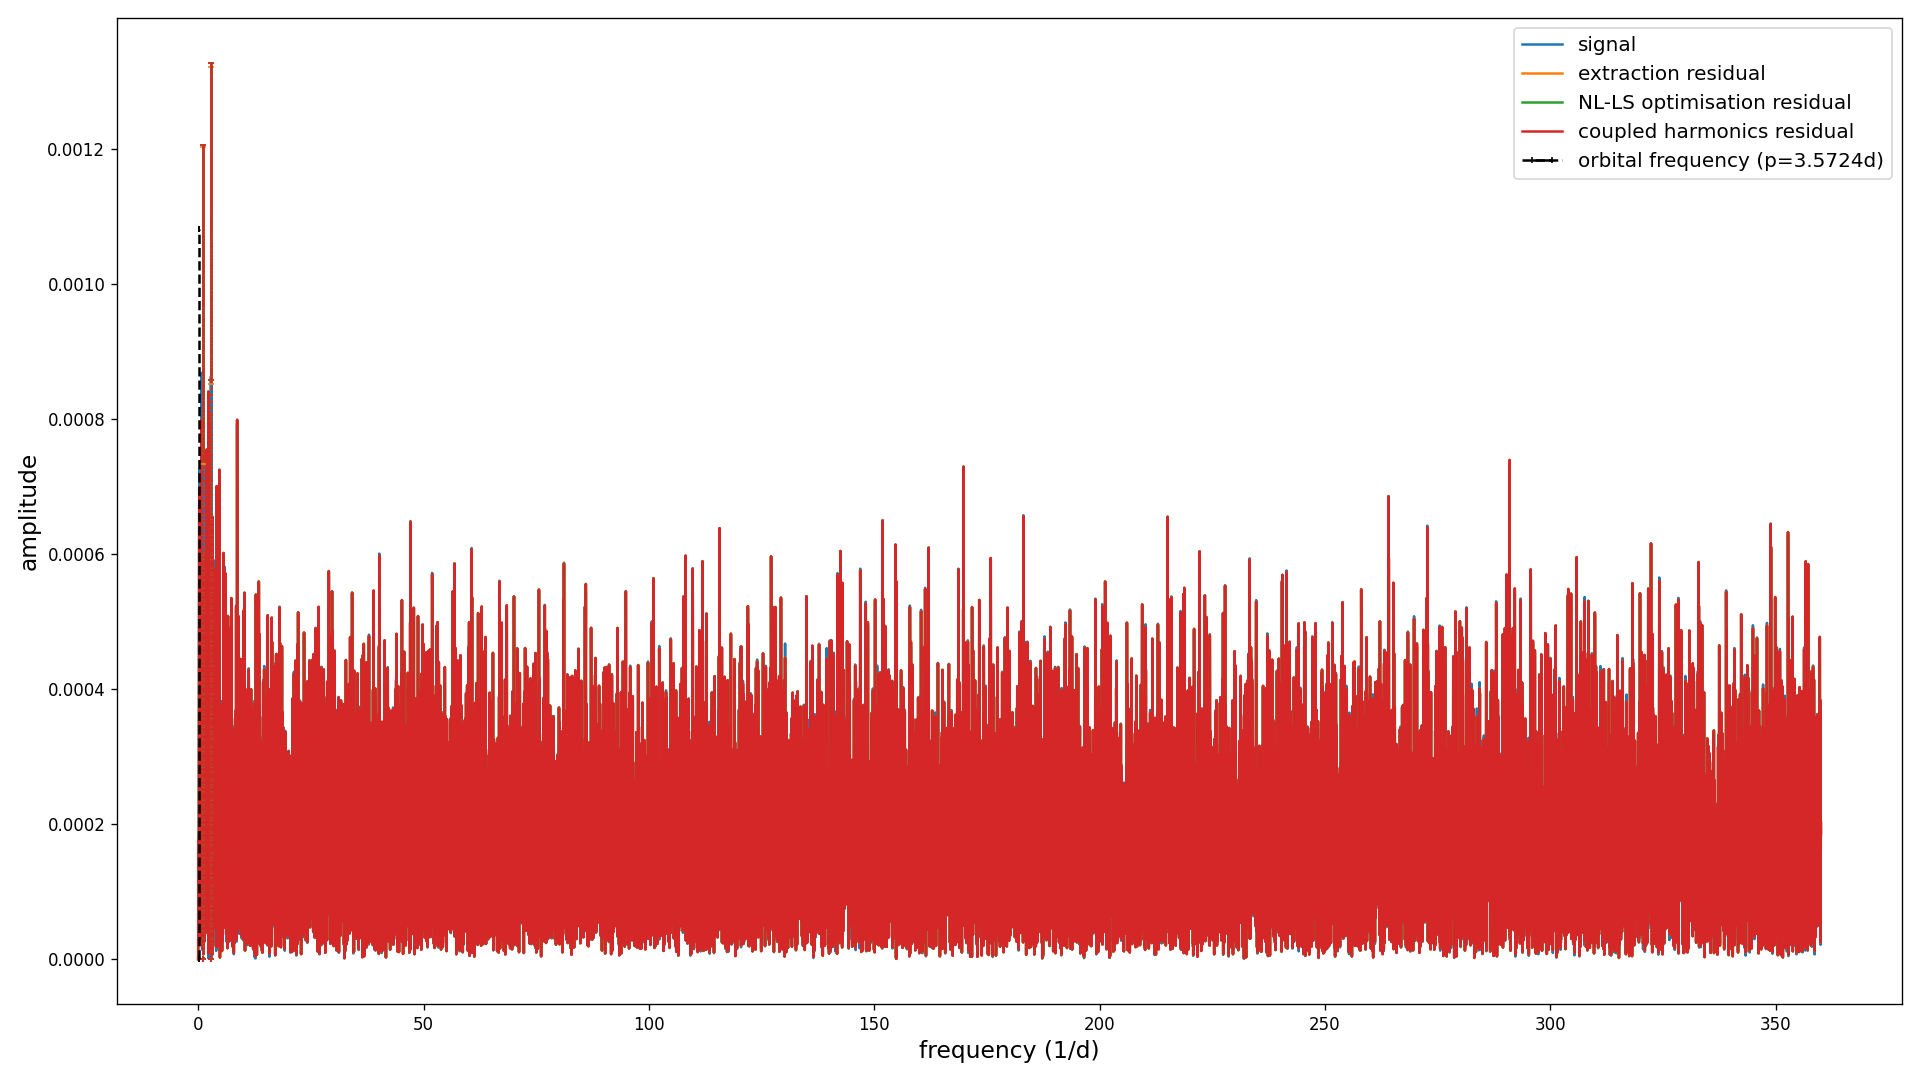 signal
extraction residual
NL-LS optimisation residual
coupled harmonics residual
orbital frequency (p=3.5724d)
amplitude
0.0012
0.0010
0.0008
0.0006
0.0004
0.0002
0.0000
0 50 100 150 200 250 300 350
frequency (1/d)